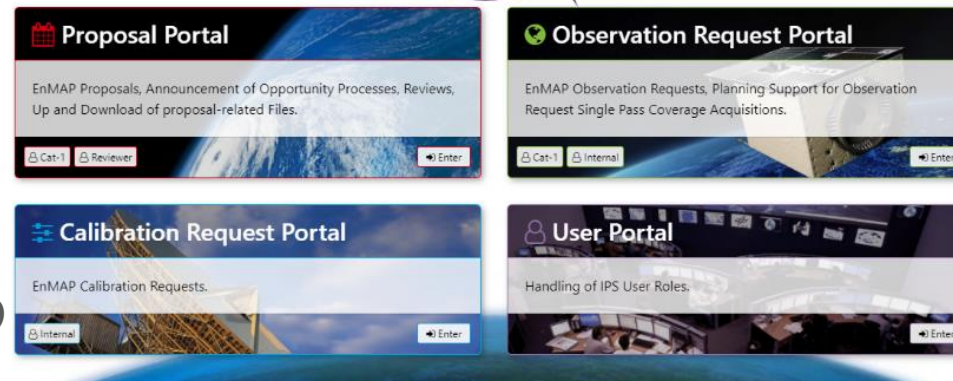 Proposal Portal
EnMAP Proposals, Announcement of Opportunity Processes, Reviews,
Up and Download of proposal-related Files.
Cat-1 Reviewer Enter
Observation Request Portal
EnMAP Observation Requests, Planning Support for Observation
Request Single Pass Coverage Acquisitions.
Cat-1 Internal Enter
Calibration Request Portal
EnMAP Calibration Requests.
Internal Enter
User Portal
Handling of IPS User Roles.
Enter